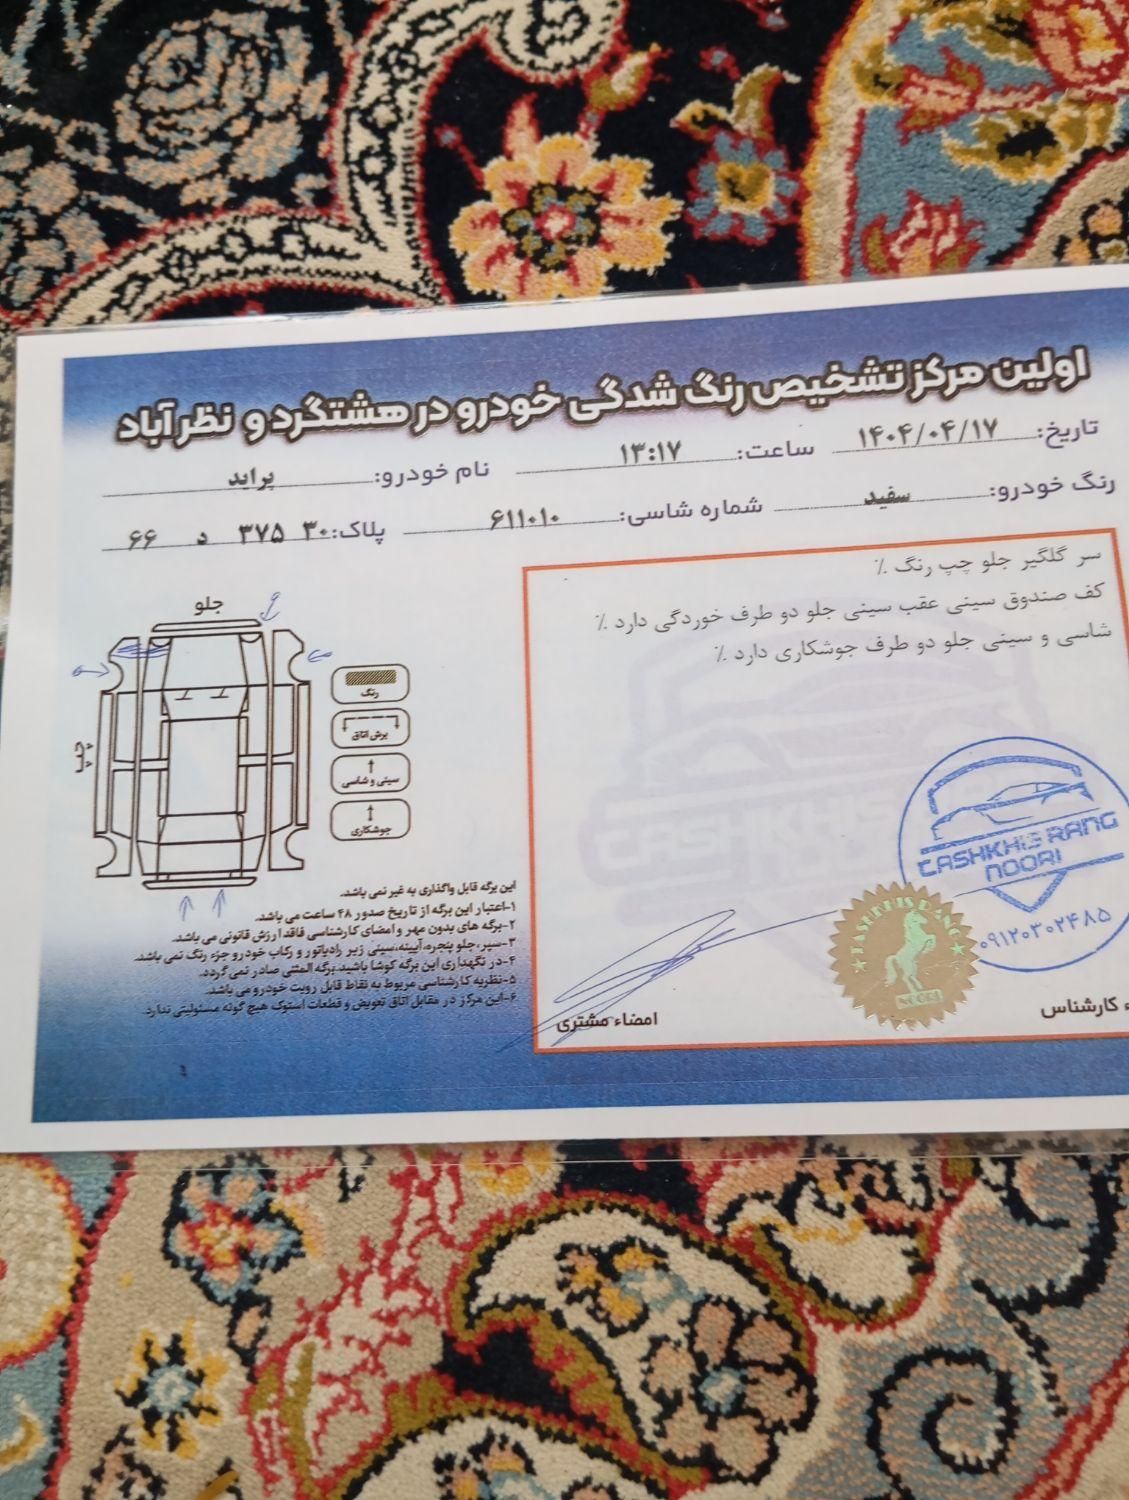 اولین مرکز تشخیص رنگ شدگی خودرو در هشتگرد و نظرآباد
تاریخ: ۱۴۰۴/۰۴/۱۷ ساعت: ۱۳:۱۷ نام خودرو: پراید
رنگ خودرو: سفید شماره شاسی: ۶۱۱۰۱۰ پلاک: ۳۰ ۳۷۵ د ۶۶
سر گلگیر جلو چپ رنگ ٪
کف صندوق سینی عقب سینی جلو دو طرف خوردگی دارد ٪
شاسی و سینی جلو دو طرف جوشکاری دارد ٪
جلو
چپ
رنگ
برش اتاق
سینی و شاسی
جوشکاری
این برگه قابل واگذاری به غیر نمی باشد.
۱-اعتبار این برگه از تاریخ صدور ۴۸ ساعت می باشد.
۲-برگه های بدون مهر و امضای کارشناسی فاقد ارزش قانونی می باشد.
۳-سپر، جلو پنجره، آیینه، سینی زیر رادیاتور و رکاب خودرو جزء رنگ نمی باشد.
۴-در نگهداری این برگه کوشا باشید. برگه المثنی صادر نمی گردد.
۵-نظریه کارشناسی مربوط به نقاط قابل رویت خودرو می باشد.
۶-این مرکز در مقابل اتاق تعویض و قطعات استوک هیچ گونه مسئولیتی ندارد.
CASHKHIS
TASHKHIS RANG
NOORI
۰۹۱۲۰۳۰۲۴۸۵
TASHKHIS RANG
NOORI
امضاء مشتری
ء کارشناس